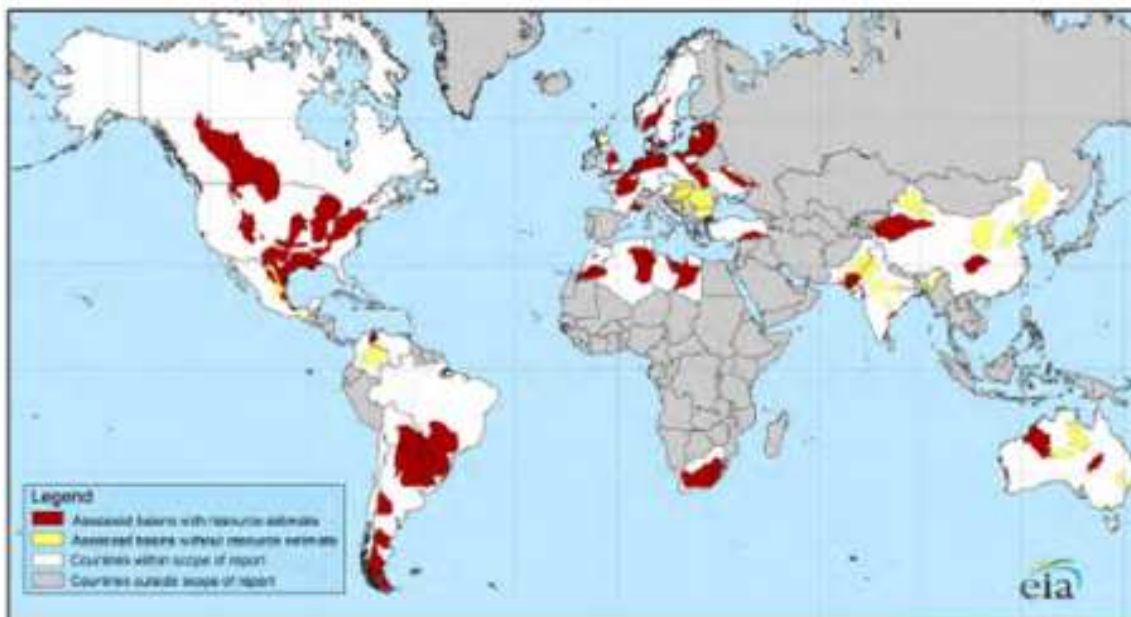 Legend
Assessed basins with resource estimate
Assessed basins without resource estimate
Countries within scope of report
Countries outside scope of report
eia